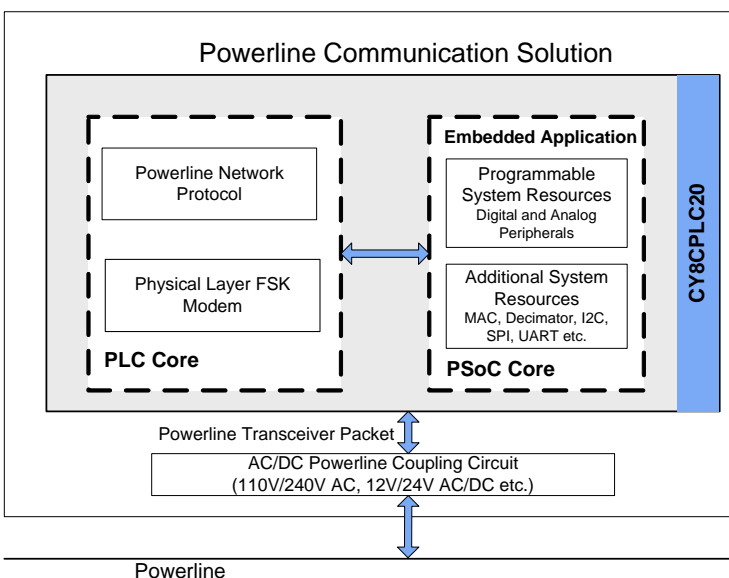 Powerline Communication Solution
Powerline Network
Protocol
Physical Layer FSK
Modem
PLC Core
Embedded Application
Programmable
System Resources
Digital and Analog
Peripherals
Additional System
Resources
MAC, Decimator, I2C,
SPI, UART etc.
PSoC Core
CY8CPLC20
Powerline Transceiver Packet
AC/DC Powerline Coupling Circuit
(110V/240V AC, 12V/24V AC/DC etc.)
Powerline